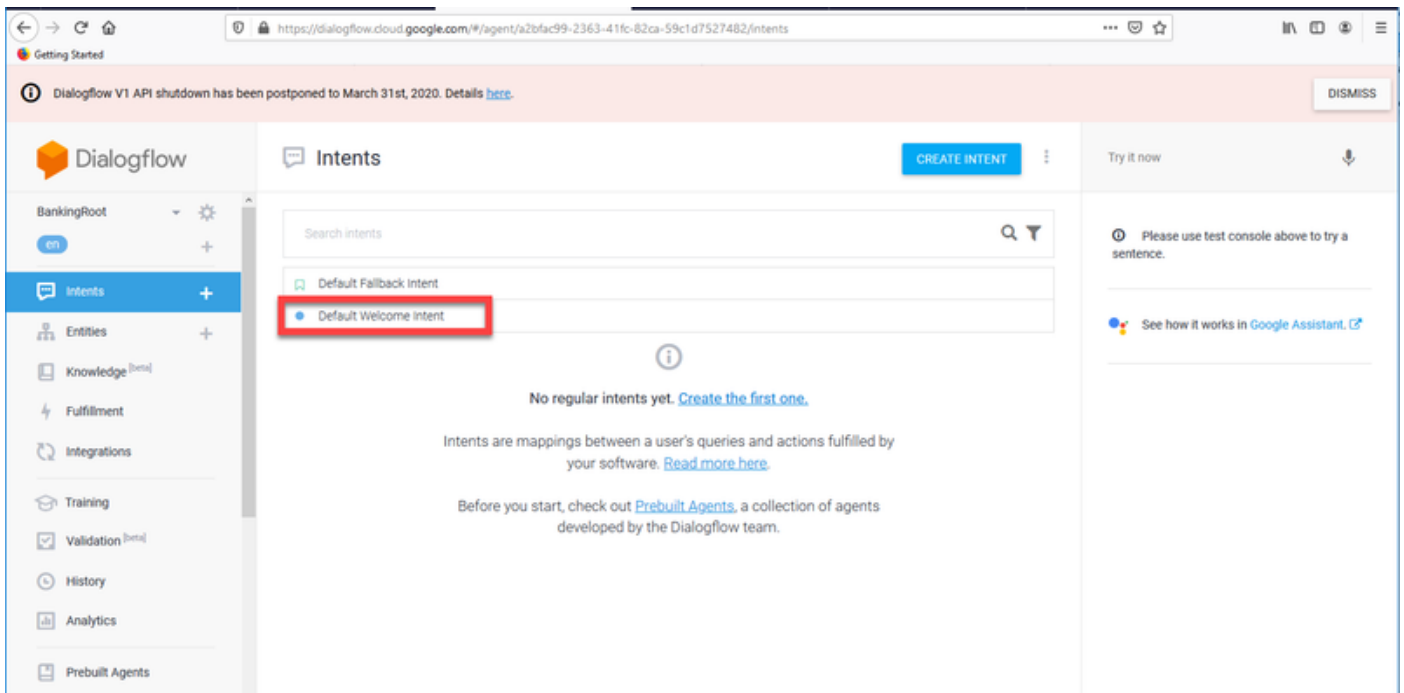 https://dialogflow.cloud.google.com/#/agent/a2bfac99-2363-41fc-82ca-59c1d7527482/intents
Getting Started
Dialogflow V1 API shutdown has been postponed to March 31st, 2020. Details here.
DISMISS
Dialogflow
Intents
CREATE INTENT
Try it now
BankingRoot
en
Intents
Entities
Knowledge [beta]
Fulfillment
Integrations
Training
Validation [beta]
History
Analytics
Prebuilt Agents
Search intents
Default Fallback Intent
Default Welcome Intent
No regular intents yet. Create the first one.
Intents are mappings between a user's queries and actions fulfilled by
your software. Read more here.
Before you start, check out Prebuilt Agents, a collection of agents
developed by the Dialogflow team.
Please use test console above to try a
sentence.
See how it works in Google Assistant.